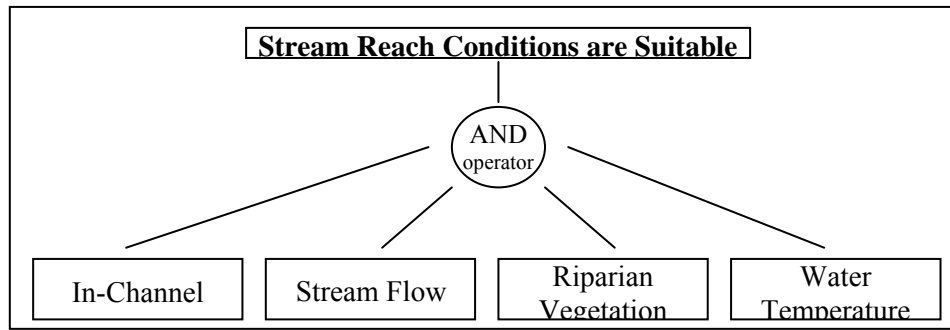 Stream Reach Conditions are Suitable
AND
operator
In-Channel
Stream Flow
Riparian
Vegetation
Water
Temperature